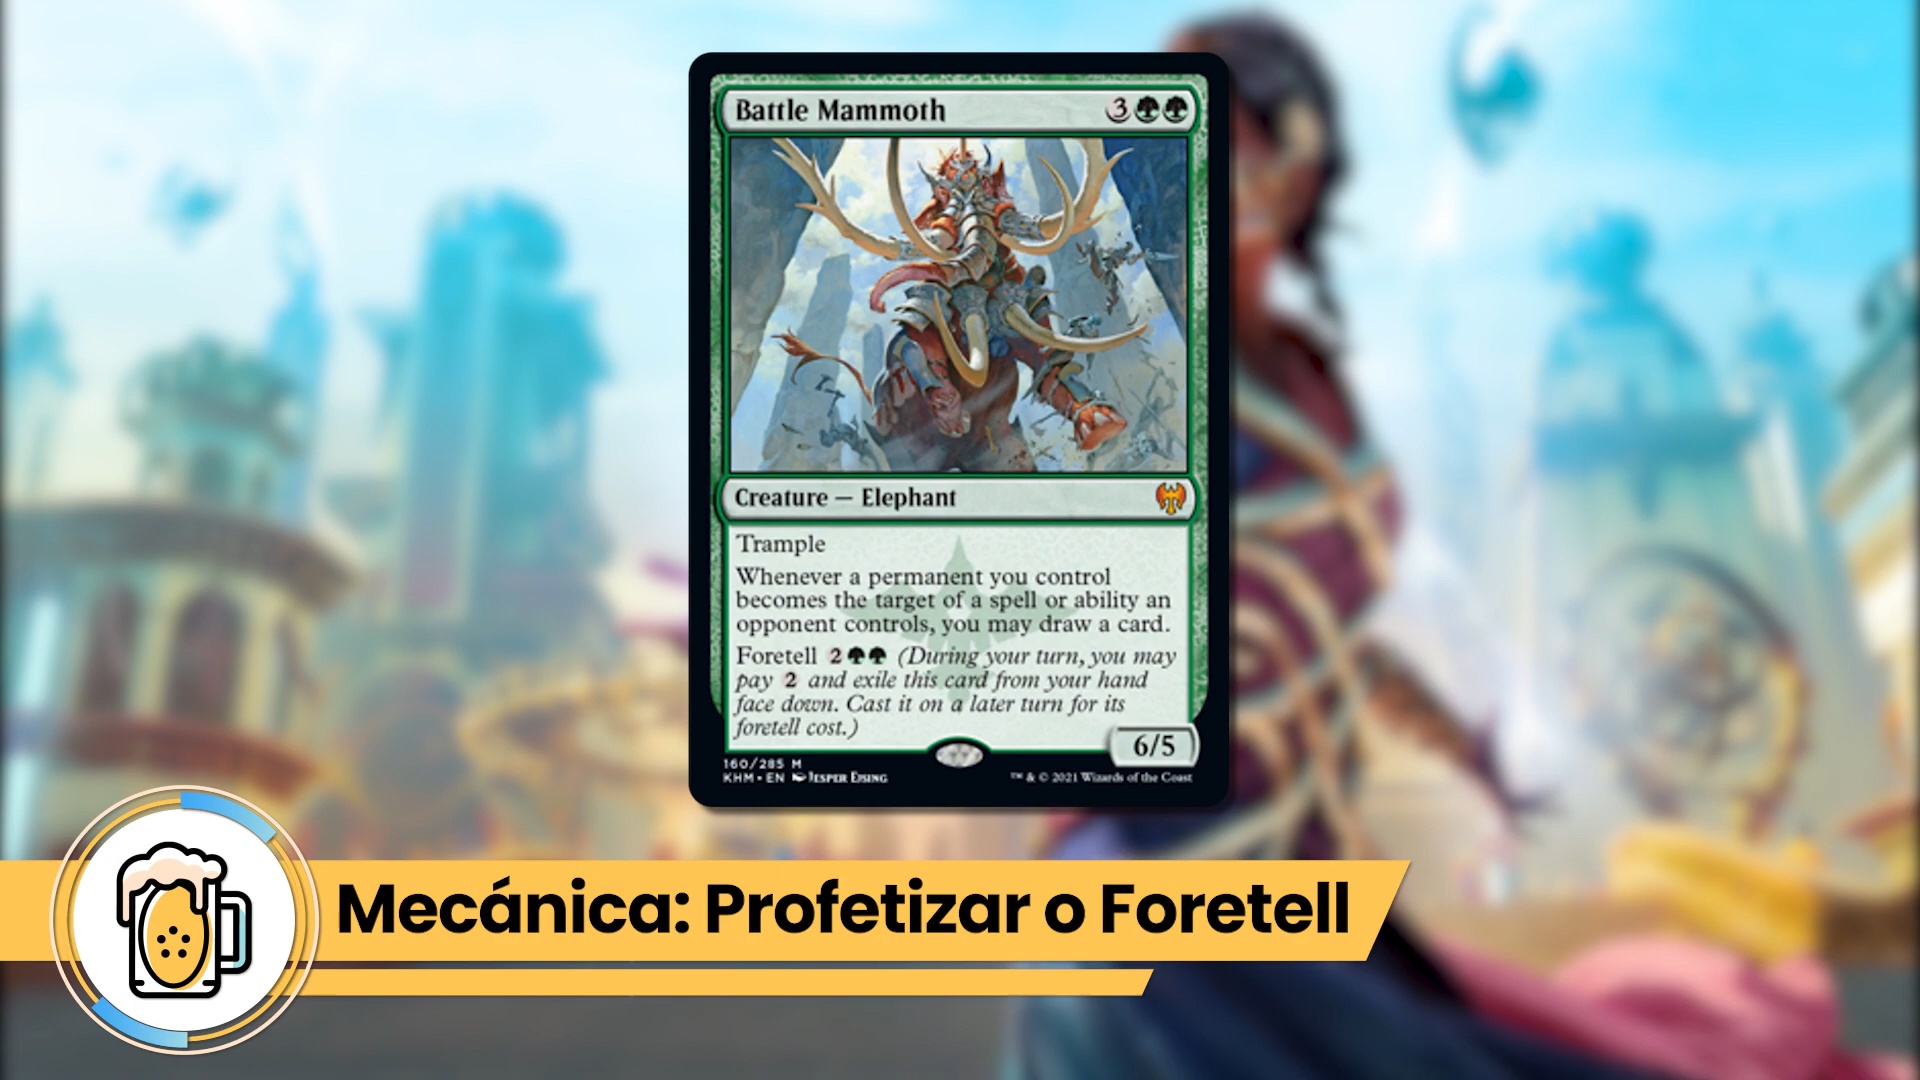 Battle Mammoth 3
Creature — Elephant
Trample
Whenever a permanent you control
becomes the target of a spell or ability an
opponent controls, you may draw a card.
Foretell 2 (During your turn, you may
pay 2 and exile this card from your hand
face down. Cast it on a later turn for its
foretell cost.)
6/5
160/285 M
KHM • EN Jesper Ejsing
™ & © 2021 Wizards of the Coast
Mecánica: Profetizar o Foretell